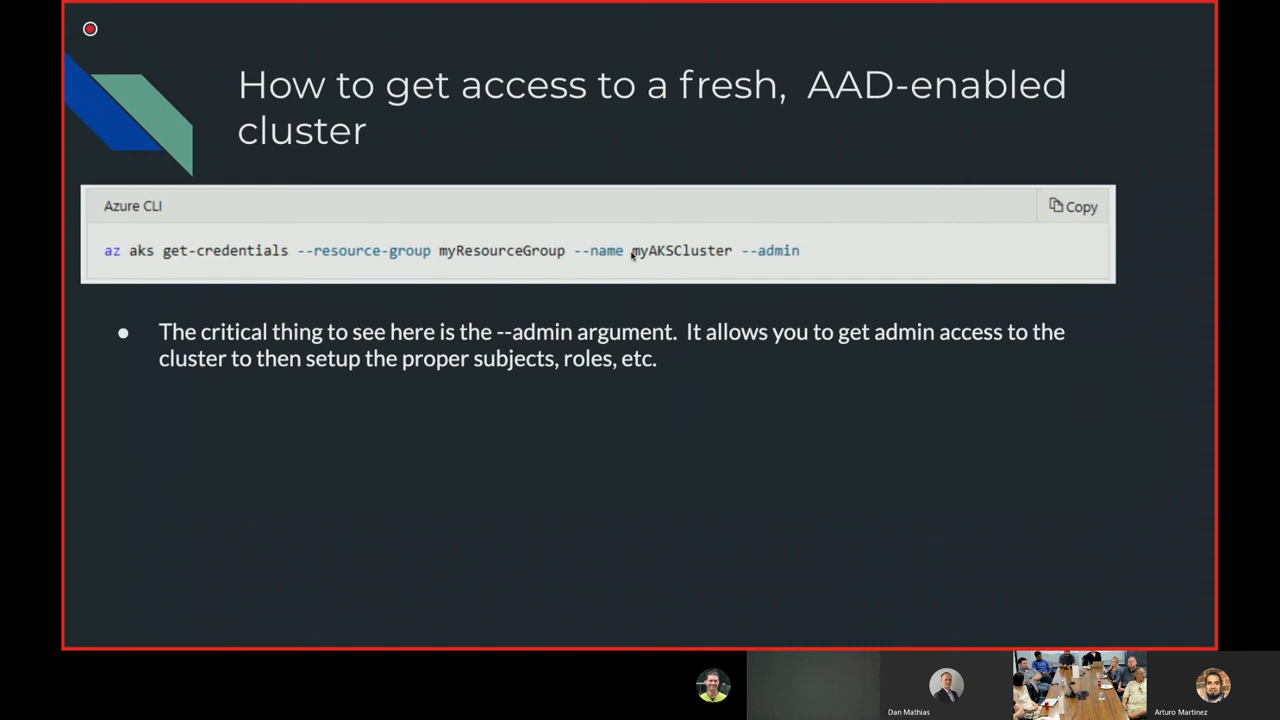 How to get access to a fresh, AAD-enabled
cluster
Azure CLI
Copy
az aks get-credentials --resource-group myResourceGroup --name myAKSCluster --admin
● The critical thing to see here is the --admin argument. It allows you to get admin access to the
cluster to then setup the proper subjects, roles, etc.
Dan Mathias
Arturo Martinez